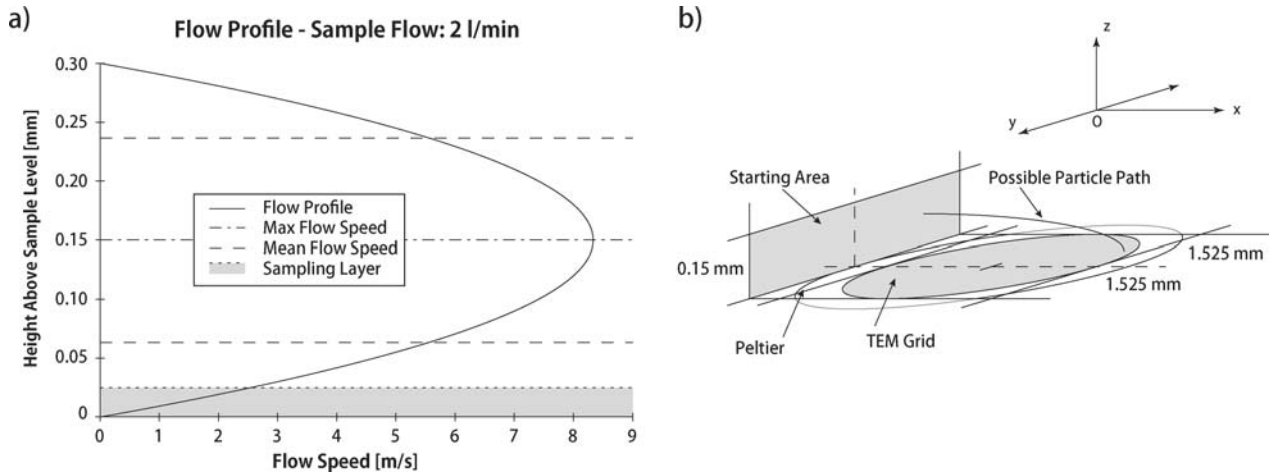 a)
Flow Profile - Sample Flow: 2 l/min
Height Above Sample Level [mm]
0.30
0.25
0.20
0.15
0.10
0.05
0
Flow Profile
Max Flow Speed
Mean Flow Speed
Sampling Layer
0 1 2 3 4 5 6 7 8 9
Flow Speed [m/s]
b)
z
x
y
O
Starting Area
Possible Particle Path
0.15 mm
1.525 mm
1.525 mm
Peltier
TEM Grid